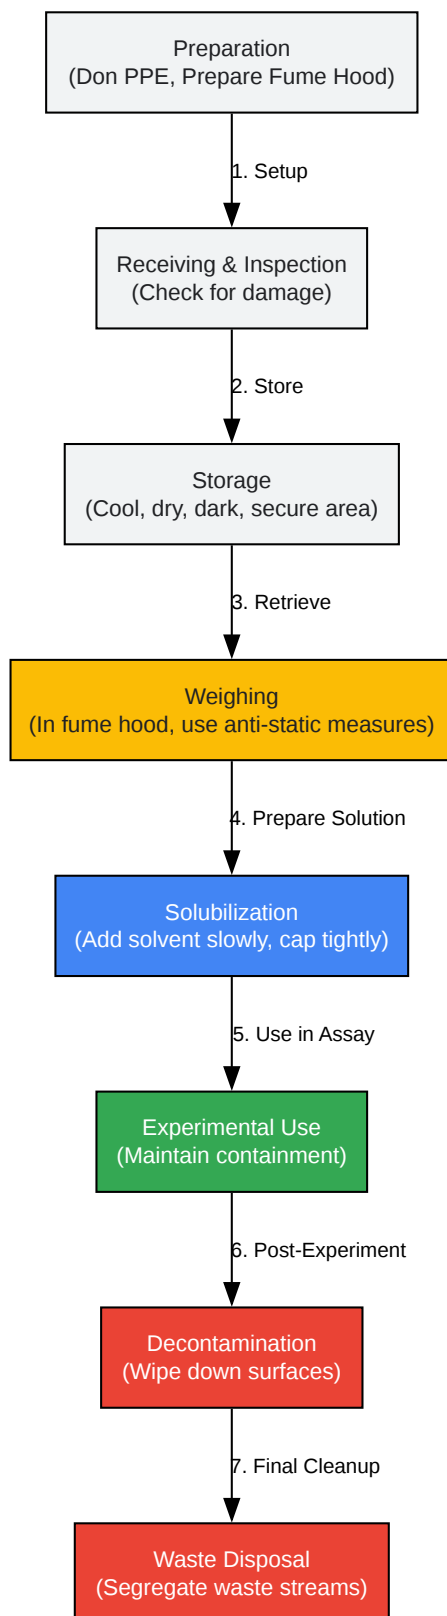 Preparation
(Don PPE, Prepare Fume Hood)
1. Setup
Receiving & Inspection
(Check for damage)
2. Store
Storage
(Cool, dry, dark, secure area)
3. Retrieve
Weighing
(In fume hood, use anti-static measures)
4. Prepare Solution
Solubilization
(Add solvent slowly, cap tightly)
5. Use in Assay
Experimental Use
(Maintain containment)
6. Post-Experiment
Decontamination
(Wipe down surfaces)
7. Final Cleanup
Waste Disposal
(Segregate waste streams)